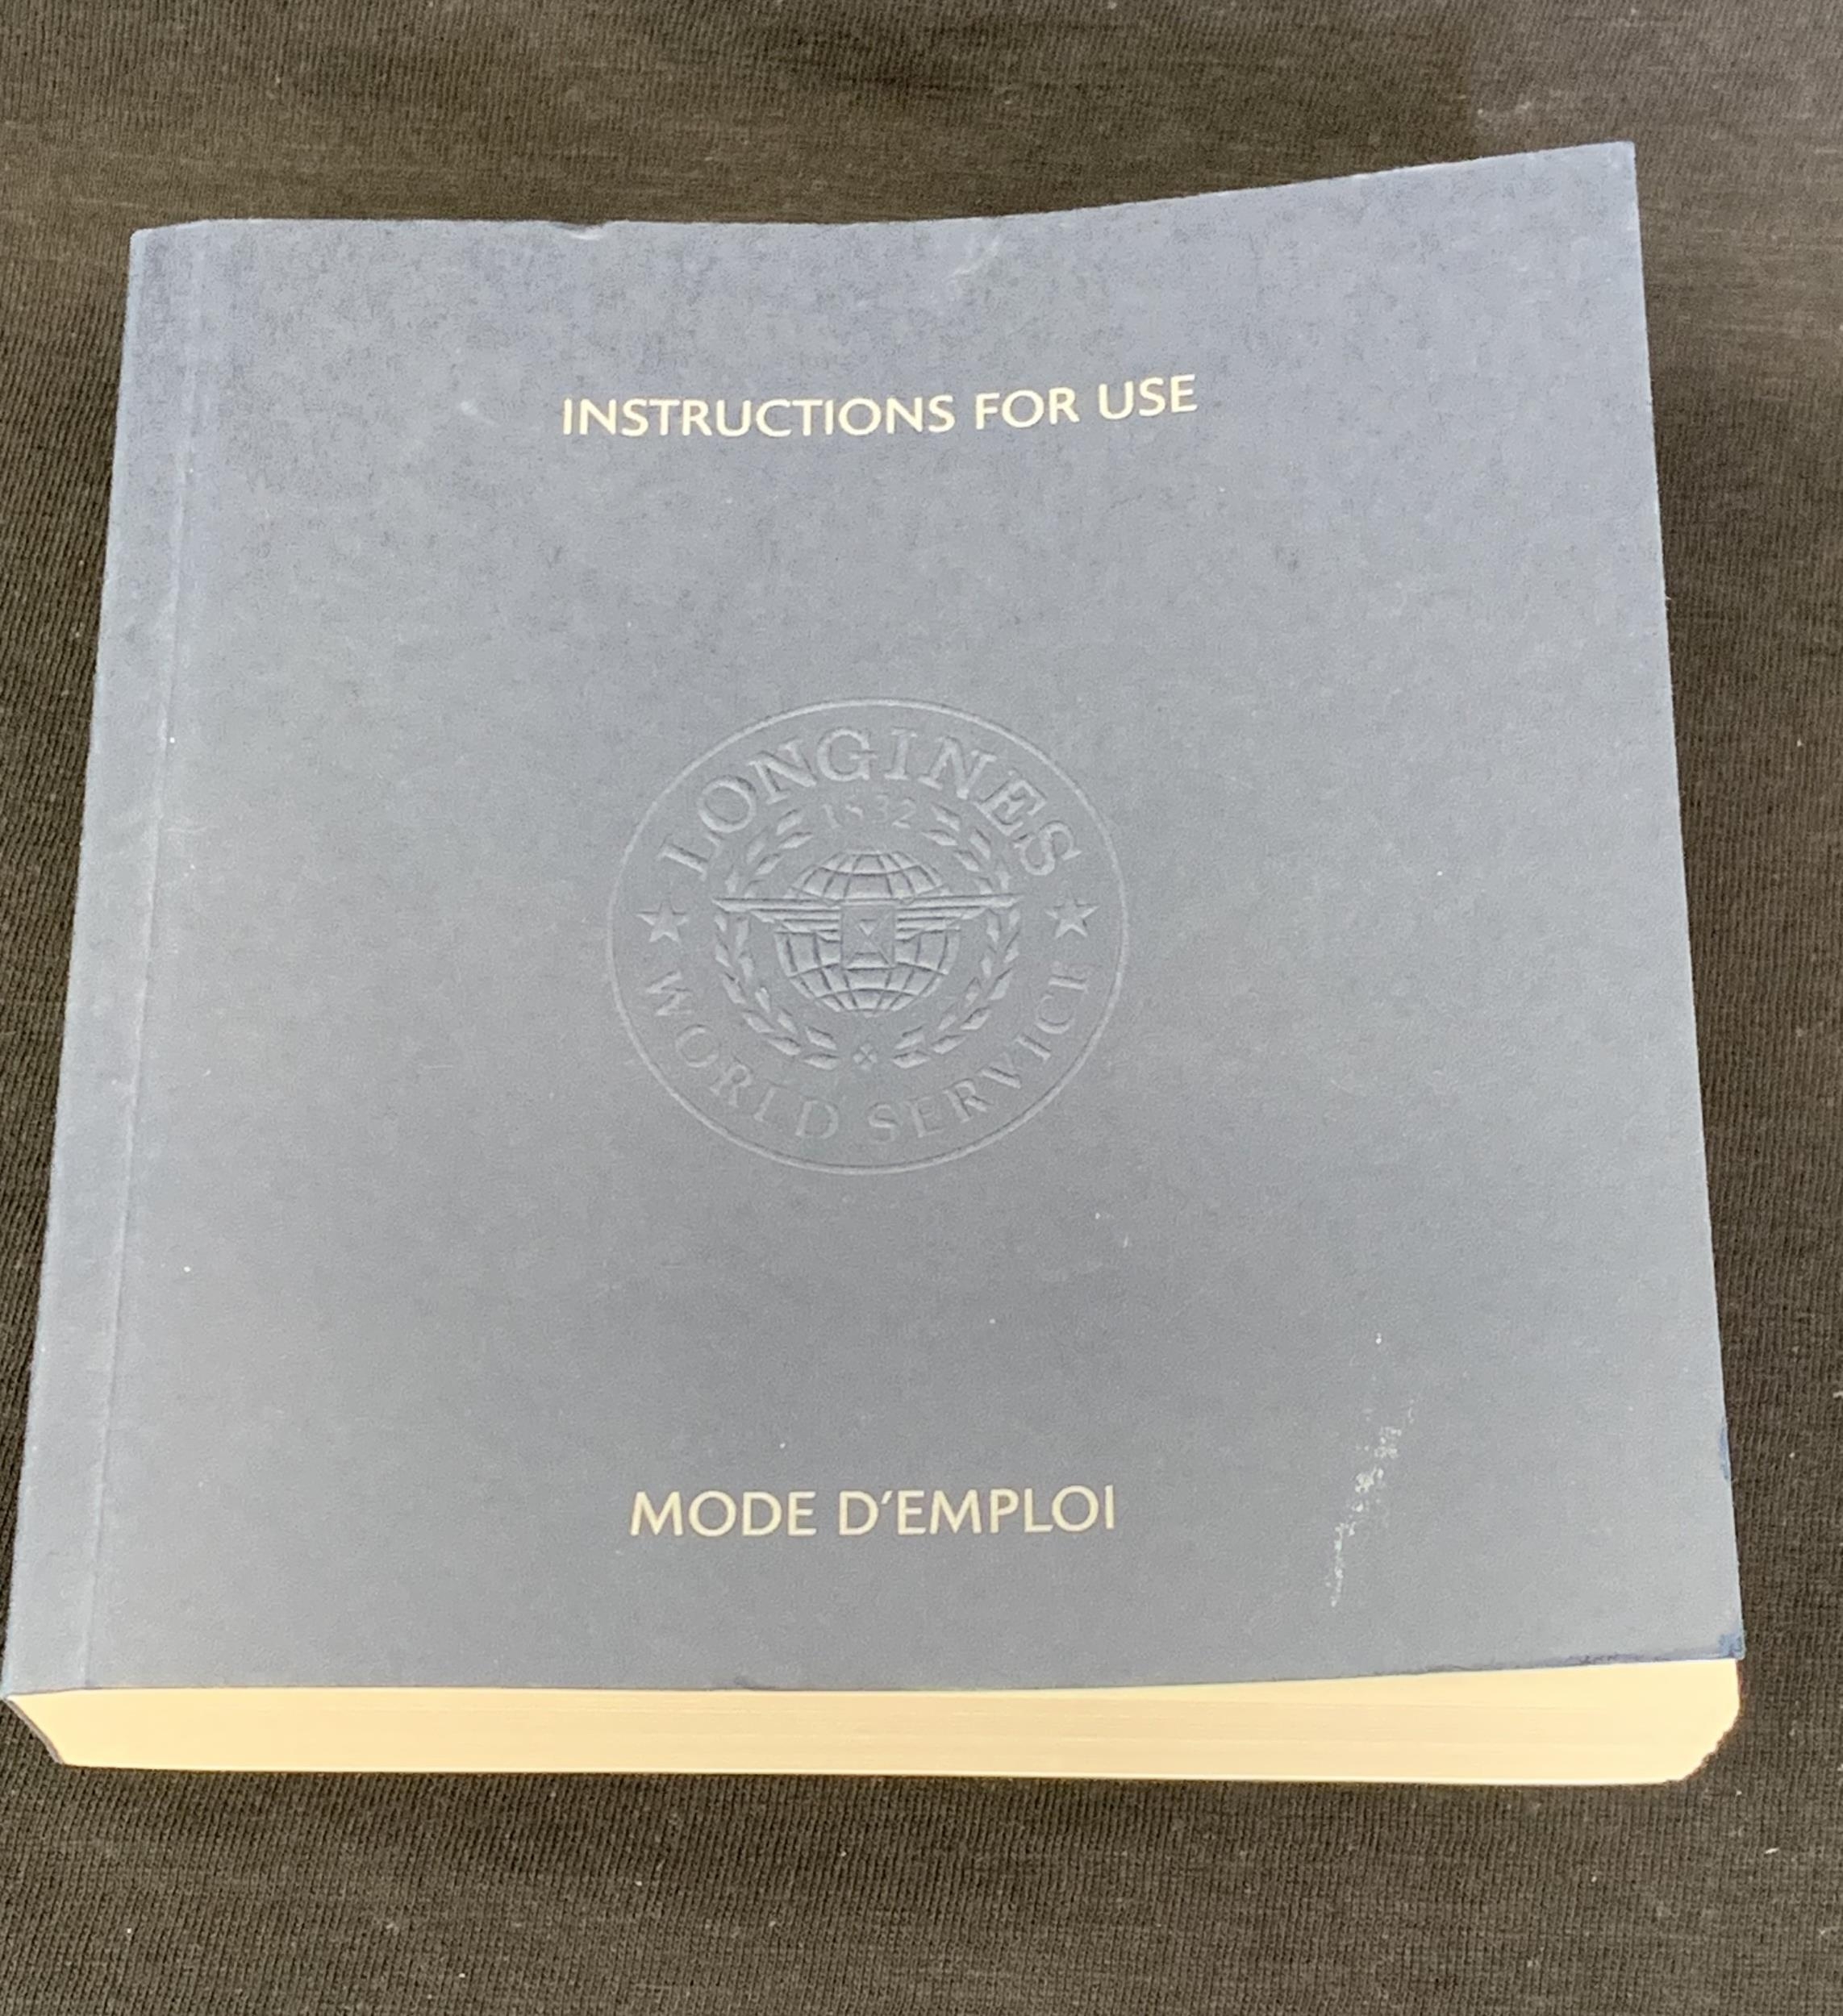 INSTRUCTIONS FOR USE
LONGINES
1832
WORLD SERVICE
MODE D'EMPLOI